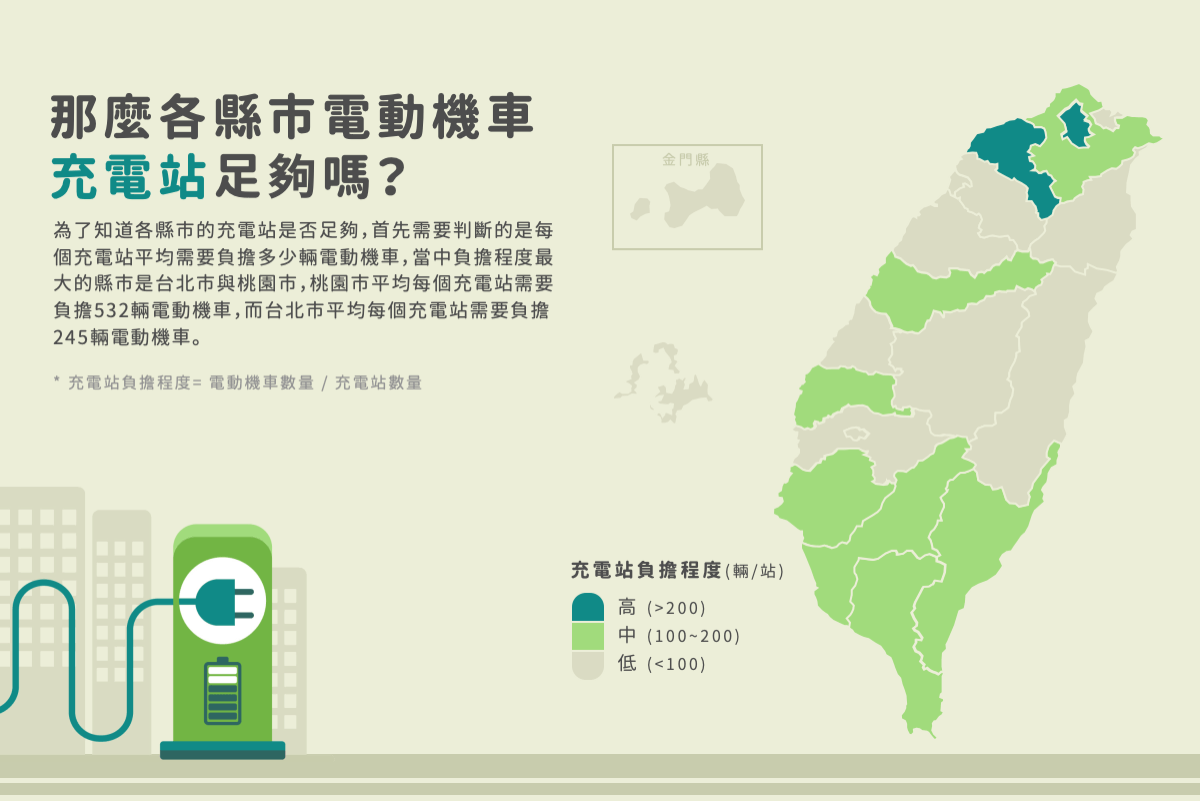 那麼各縣市電動機車
充電站足夠嗎？
為了知道各縣市的充電站是否足夠，首先需要判斷的是每
個充電站平均需要負擔多少輛電動機車，當中負擔程度最
大的縣市是台北市與桃園市，桃園市平均每個充電站需要
負擔532輛電動機車，而台北市平均每個充電站需要負擔
245輛電動機車。
* 充電站負擔程度= 電動機車數量 / 充電站數量
金門縣
充電站負擔程度(輛/站)
高 (>200)
中 (100~200)
低 (<100)